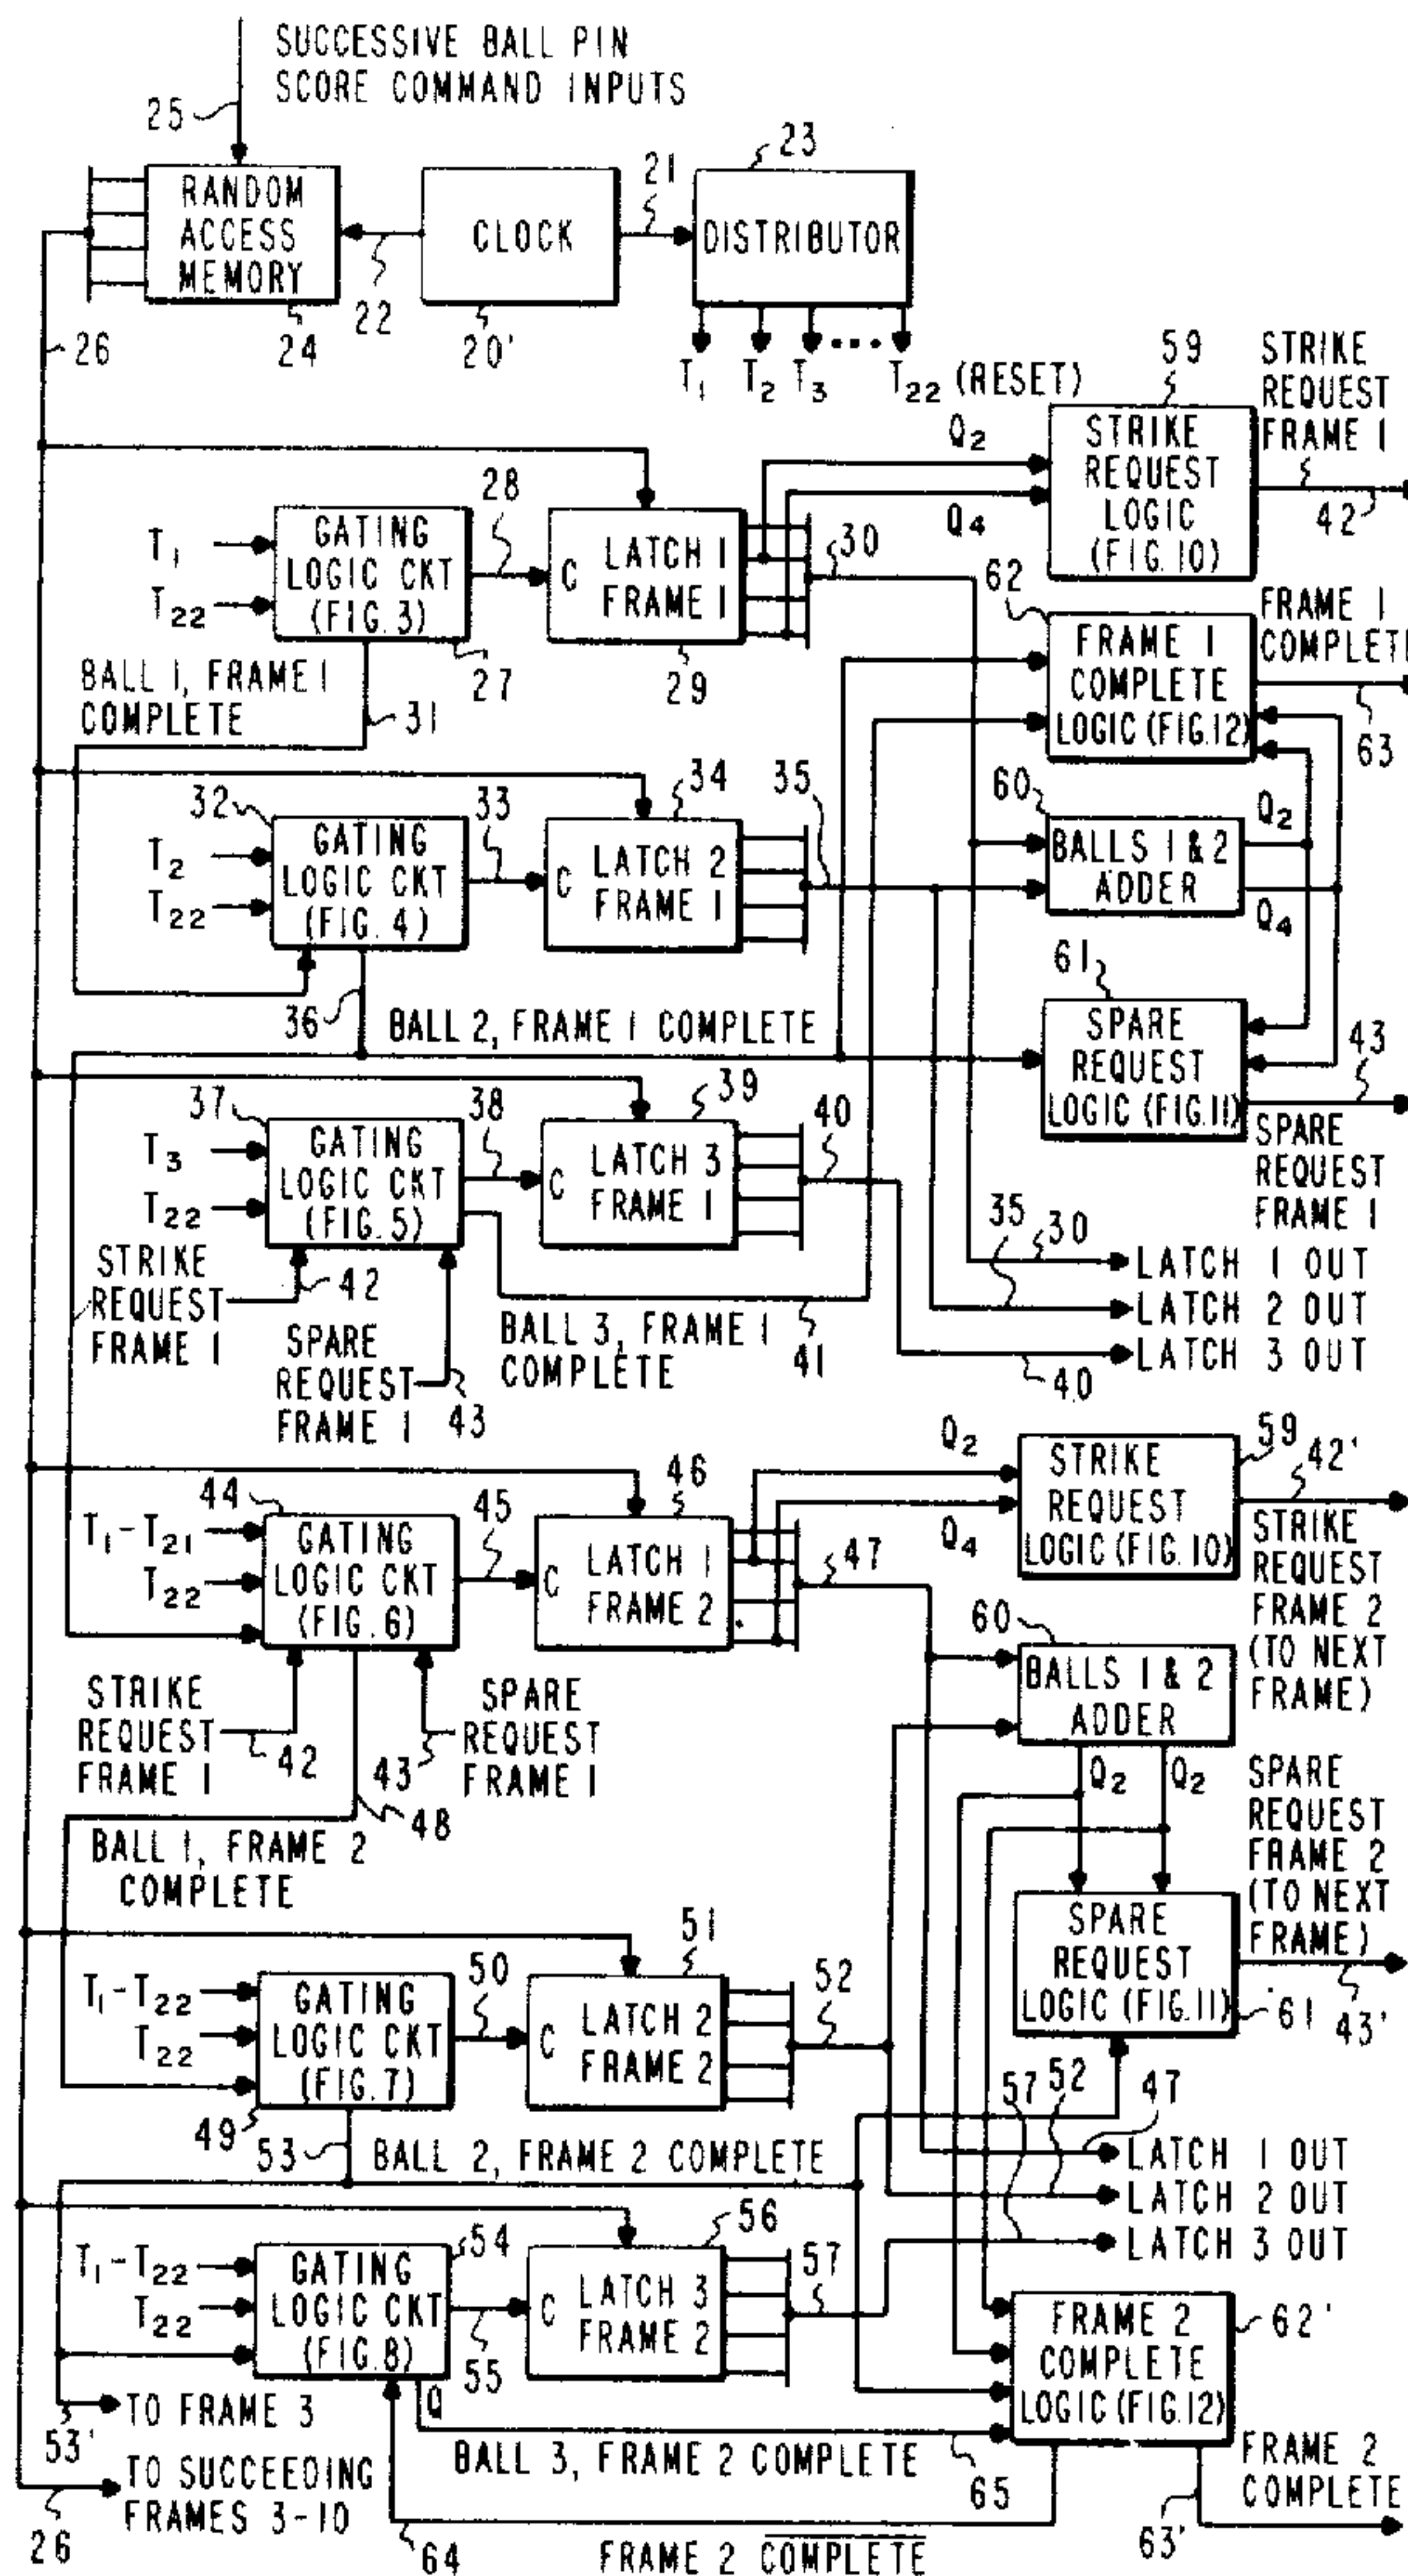 SUCCESSIVE BALL PIN
SCORE COMMAND INPUTS
25
23
21
RANDOM
ACCESS
MEMORY
CLOCK
DISTRIBUTOR
22
24
20'
26
T1 T2 T3 ••• T22 (RESET)
59
STRIKE
REQUEST
FRAME 1
Q2
Q4
STRIKE
REQUEST
LOGIC
(FIG.10)
42
28
T1
T22
GATING
LOGIC CKT
(FIG.3)
C
LATCH 1
FRAME 1
30
27
29
62
FRAME 1
COMPLETE
LOGIC (FIG.12)
FRAME 1
COMPLETE
63
BALL 1, FRAME 1
COMPLETE
31
32
33
34
35
60
T2
T22
GATING
LOGIC CKT
(FIG. 4)
C
LATCH 2
FRAME 1
BALLS 1 & 2
ADDER
Q2
Q4
36
BALL 2, FRAME 1 COMPLETE
61
SPARE
REQUEST
LOGIC (FIG.11)
43
SPARE
REQUEST
FRAME 1
37
38
39
40
T3
T22
GATING
LOGIC CKT
(FIG.5)
C
LATCH 3
FRAME 1
STRIKE
REQUEST
FRAME 1
42
SPARE
REQUEST
FRAME 1
43
BALL 3, FRAME 1
COMPLETE
41
35
30
LATCH 1 OUT
LATCH 2 OUT
LATCH 3 OUT
40
44
45
46
47
T1-T21
T22
GATING
LOGIC CKT
(FIG.6)
C
LATCH 1
FRAME 2
Q2
Q4
STRIKE
REQUEST
LOGIC (FIG.10)
59
42'
STRIKE
REQUEST
FRAME 2
(TO NEXT
FRAME)
STRIKE
REQUEST
FRAME 1
42
43
SPARE
REQUEST
FRAME 1
48
60
BALLS 1 & 2
ADDER
Q2
Q2
BALL 1, FRAME 2
COMPLETE
SPARE
REQUEST
FRAME 2
(TO NEXT
FRAME)
SPARE
REQUEST
LOGIC (FIG.11)
61
43'
49
50
51
52
T1-T22
T22
GATING
LOGIC CKT
(FIG.7)
C
LATCH 2
FRAME 2
53
BALL 2, FRAME 2 COMPLETE
57
52
47
LATCH 1 OUT
LATCH 2 OUT
LATCH 3 OUT
54
56
57
T1-T22
T22
GATING
LOGIC CKT
(FIG.8)
C
LATCH 3
FRAME 2
55
FRAME 2
COMPLETE
LOGIC (FIG.12)
62'
Q
53'
TO FRAME 3
BALL 3, FRAME 2 COMPLETE
65
FRAME 2
COMPLETE
TO SUCCEEDING
FRAMES 3-10
26
64
FRAME 2 COMPLETE
63'